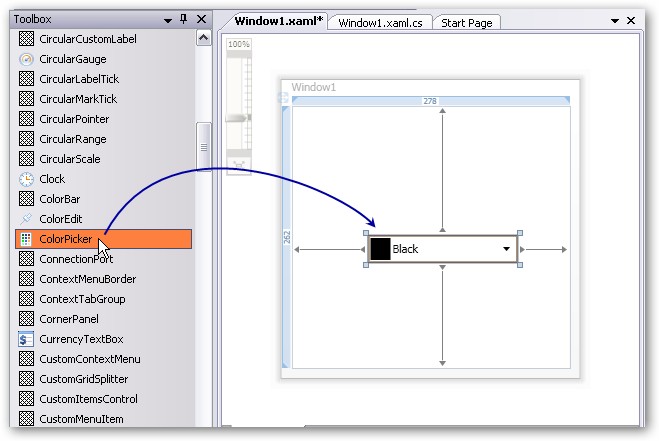 Toolbox
CircularCustomLabel
CircularGauge
CircularLabelTick
CircularMarkTick
CircularPointer
CircularRange
CircularScale
Clock
ColorBar
ColorEdit
ColorPicker
ConnectionPort
ContextMenuBorder
ContextTabGroup
CornerPanel
CurrencyTextBox
CustomContextMenu
CustomGridSplitter
CustomItemsControl
CustomMenuItem
Window1.xaml* Window1.xaml.cs Start Page
100%
Window1
278
262
Black